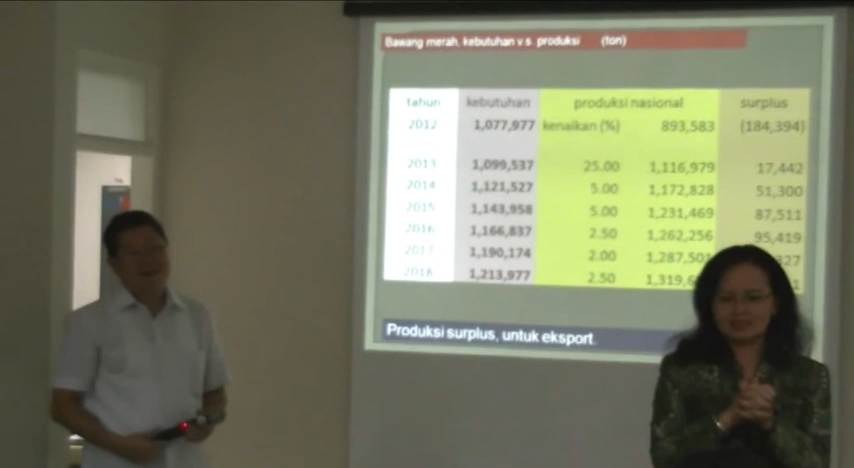 Bawang merah, kebutuhan v s produksi (ton)
tahun kebutuhan produksi nasional surplus
2012 1,077,977 kenaikan (%) 893,583 (184,394)
2013 1,099,537 25.00 1,116,979 17,442
2014 1,121,527 5.00 1,172,828 51,300
2015 1,143,958 5.00 1,231,469 87,511
2016 1,166,837 2.50 1,262,256 95,419
2017 1,190,174 2.00
2018 1,213,977 2.50
Produksi surplus, untuk eksport.